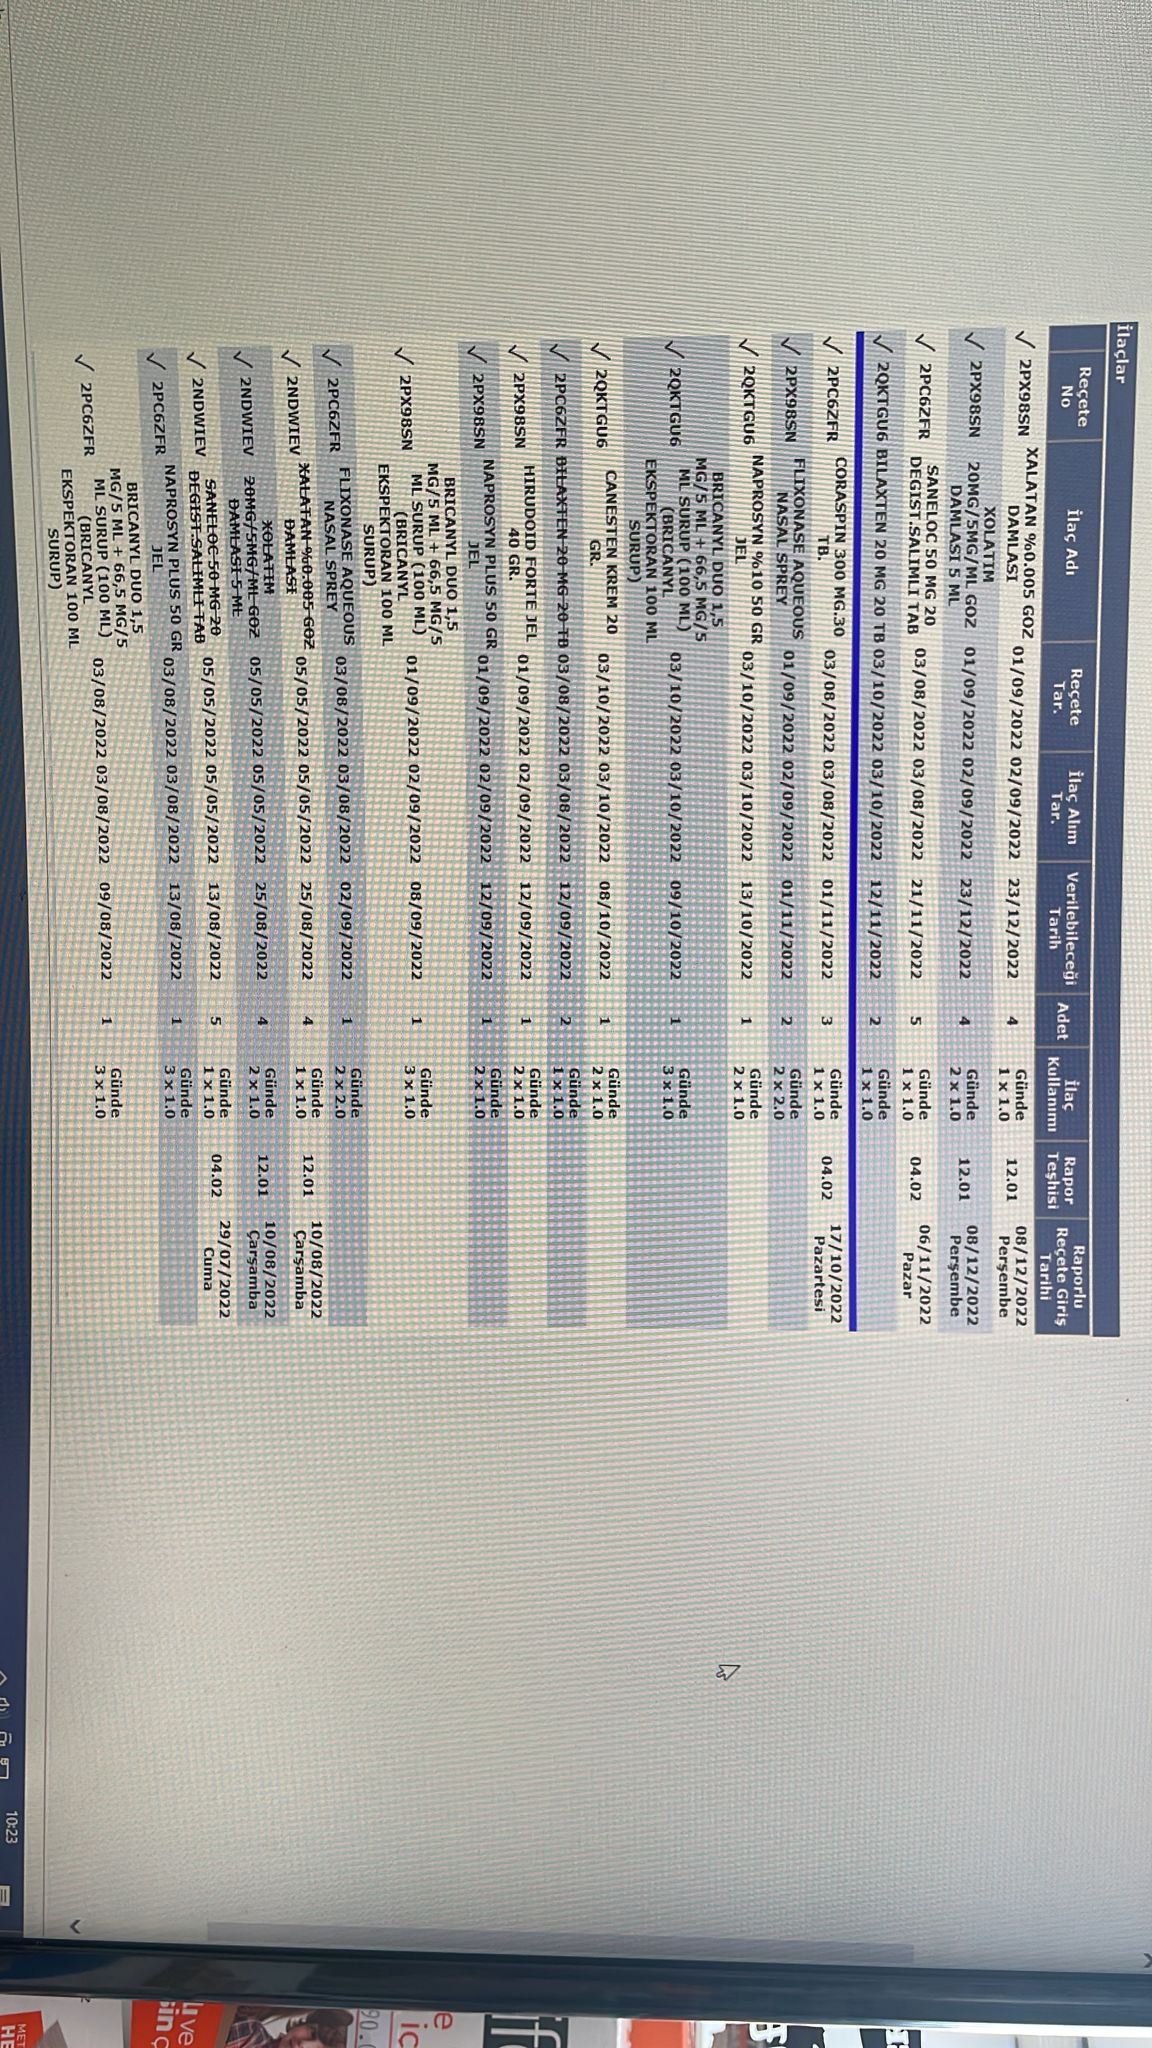 İlaçlar
Reçete No	İlaç Adı	Reçete Tar.	İlaç Alım Tar.	Verilebileceği Tarih	Adet	İlaç Kullanımı	Rapor Teşhisi	Raporlu Reçete Giriş Tarihi
2PX98SN	XALATAN %0.005 GOZ DAMLASI	01/09/2022	02/09/2022	23/12/2022	4	Günde 1 x 1.0	12.01	08/12/2022 Perşembe
2PX98SN	XOLATIM 20MG/5MG/ML GOZ DAMLASI 5 ML	01/09/2022	02/09/2022	23/12/2022	4	Günde 2 x 1.0	12.01	08/12/2022 Perşembe
2PC6ZFR	SANELOC 50 MG 20 DEGIST.SALIMLI TAB	03/08/2022	03/08/2022	21/11/2022	5	Günde 1 x 1.0	04.02	06/11/2022 Pazar
2QKTGU6	BILAXTEN 20 MG 20 TB	03/10/2022	03/10/2022	12/11/2022	2	Günde 1 x 1.0
2PC6ZFR	CORASPIN 300 MG.30 TB.	03/08/2022	03/08/2022	01/11/2022	3	Günde 1 x 1.0	04.02	17/10/2022 Pazartesi
2PX98SN	FLIXONASE AQUEOUS NASAL SPREY	01/09/2022	02/09/2022	01/11/2022	2	Günde 2 x 2.0
2QKTGU6	NAPROSYN %10 50 GR JEL	03/10/2022	03/10/2022	13/10/2022	1	Günde 2 x 1.0
2QKTGU6	BRICANYL DUO 1,5 MG/5 ML + 66,5 MG/5 ML SURUP (100 ML) (BRICANYL EKSPEKTORAN 100 ML SURUP)	03/10/2022	03/10/2022	09/10/2022	1	Günde 3 x 1.0
2QKTGU6	CANESTEN KREM 20 GR.	03/10/2022	03/10/2022	08/10/2022	1	Günde 2 x 1.0
2PC6ZFR	BILAXTEN 20 MG 20 TB	03/08/2022	03/08/2022	12/09/2022	2	Günde 1 x 1.0
2PX98SN	HIRUDOID FORTE JEL 40 GR.	01/09/2022	02/09/2022	12/09/2022	1	Günde 2 x 1.0
2PX98SN	NAPROSYN PLUS 50 GR JEL	01/09/2022	02/09/2022	12/09/2022	1	Günde 2 x 1.0
2PX98SN	BRICANYL DUO 1,5 MG/5 ML + 66,5 MG/5 ML SURUP (100 ML) (BRICANYL EKSPEKTORAN 100 ML SURUP)	01/09/2022	02/09/2022	08/09/2022	1	Günde 3 x 1.0
2PC6ZFR	FLIXONASE AQUEOUS NASAL SPREY	03/08/2022	03/08/2022	02/09/2022	1	Günde 2 x 2.0
2NDWIEV	XALATAN %0.005 GOZ DAMLASI	05/05/2022	05/05/2022	25/08/2022	4	Günde 1 x 1.0	12.01	10/08/2022 Çarşamba
2NDWIEV	XOLATIM 20MG/5MG/ML GOZ DAMLASI 5 ML	05/05/2022	05/05/2022	25/08/2022	4	Günde 2 x 1.0	12.01	10/08/2022 Çarşamba
2NDWIEV	SANELOC 50 MG 20 DEGIST.SALIMLI TAB	05/05/2022	05/05/2022	13/08/2022	5	Günde 1 x 1.0	04.02	29/07/2022 Cuma
2PC6ZFR	NAPROSYN PLUS 50 GR JEL	03/08/2022	03/08/2022	13/08/2022	1	Günde 3 x 1.0
2PC6ZFR	BRICANYL DUO 1,5 MG/5 ML + 66,5 MG/5 ML SURUP (100 ML) (BRICANYL EKSPEKTORAN 100 ML SURUP)	03/08/2022	03/08/2022	09/08/2022	1	Günde 3 x 1.0
10:23